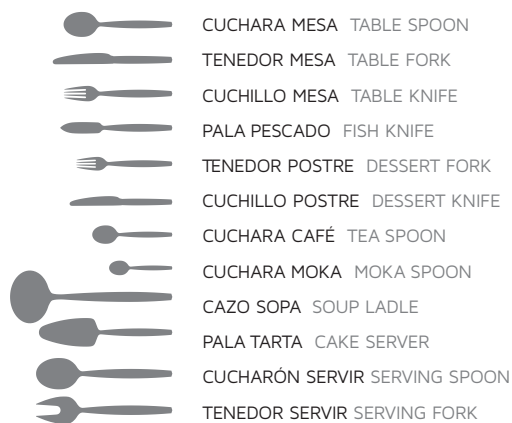 CUCHARA MESA TABLE SPOON
TENEDOR MESA TABLE FORK
CUCHILLO MESA TABLE KNIFE
PALA PESCADO FISH KNIFE
TENEDOR POSTRE DESSERT FORK
CUCHILLO POSTRE DESSERT KNIFE
CUCHARA CAFÉ TEA SPOON
CUCHARA MOKA MOKA SPOON
CAZO SOPA SOUP LADLE
PALA TARTA CAKE SERVER
CUCHARÓN SERVIR SERVING SPOON
TENEDOR SERVIR SERVING FORK